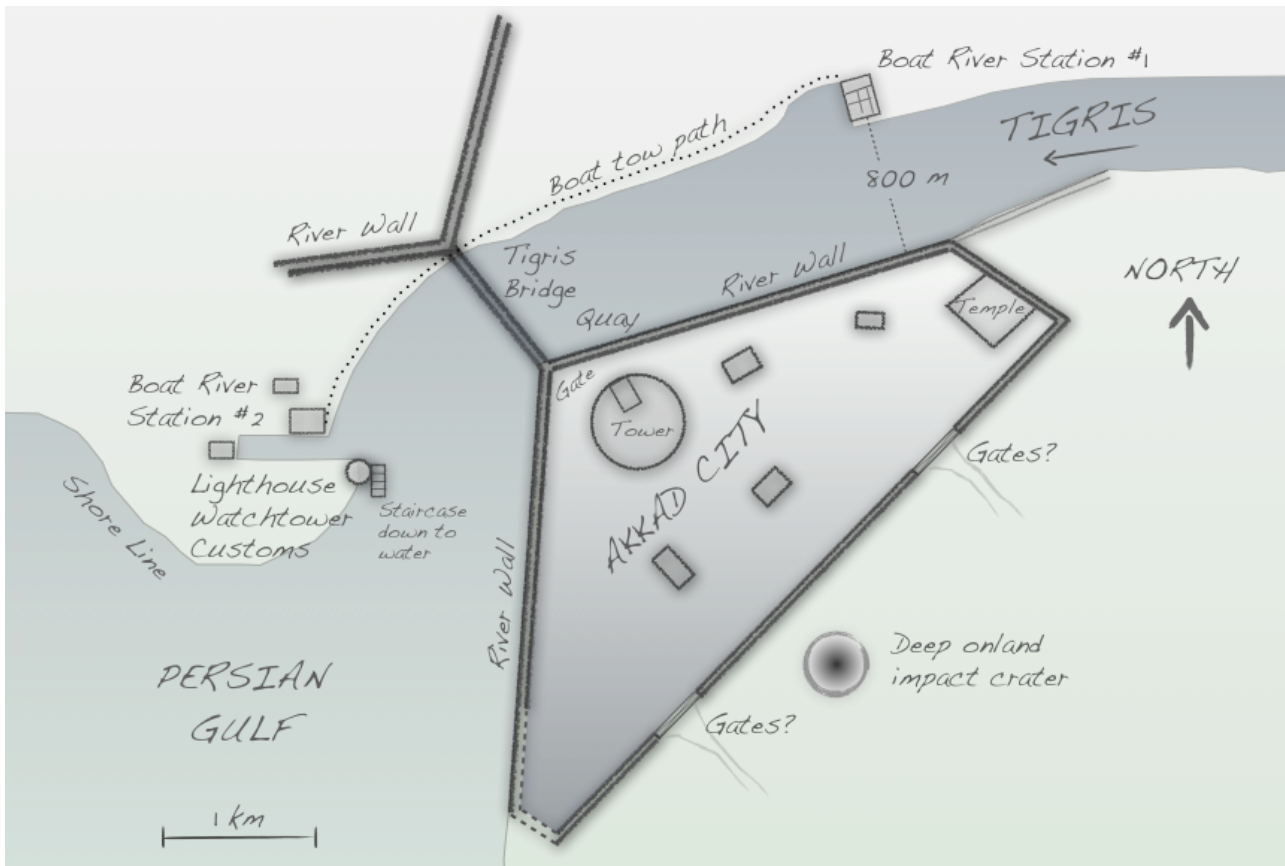 Boat River Station #1
TIGRIS
Boat tow path
800 m
River Wall
Tigris
Bridge
River Wall
NORTH
Quay
Temple
Gate
Boat River
Station #2
Tower
AKKAD CITY
Gates?
Lighthouse
Watchtower
Customs
Staircase
down to
water
Shore Line
River Wall
Deep onland
impact crater
PERSIAN
GULF
Gates?
1 km